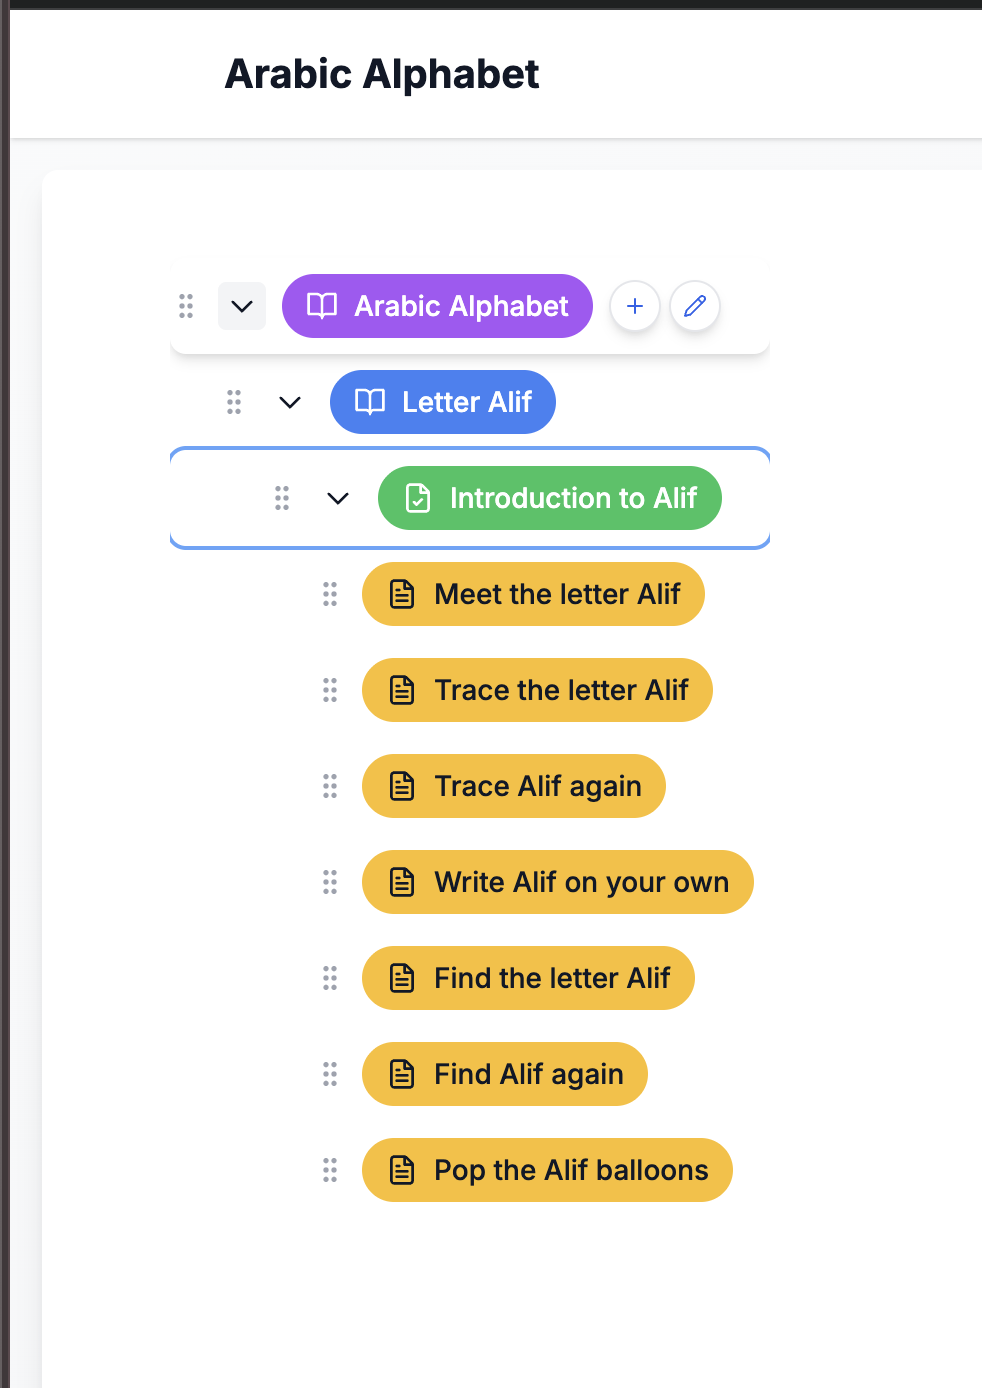 Arabic Alphabet
Arabic Alphabet
Letter Alif
Introduction to Alif
Meet the letter Alif
Trace the letter Alif
Trace Alif again
Write Alif on your own
Find the letter Alif
Find Alif again
Pop the Alif balloons